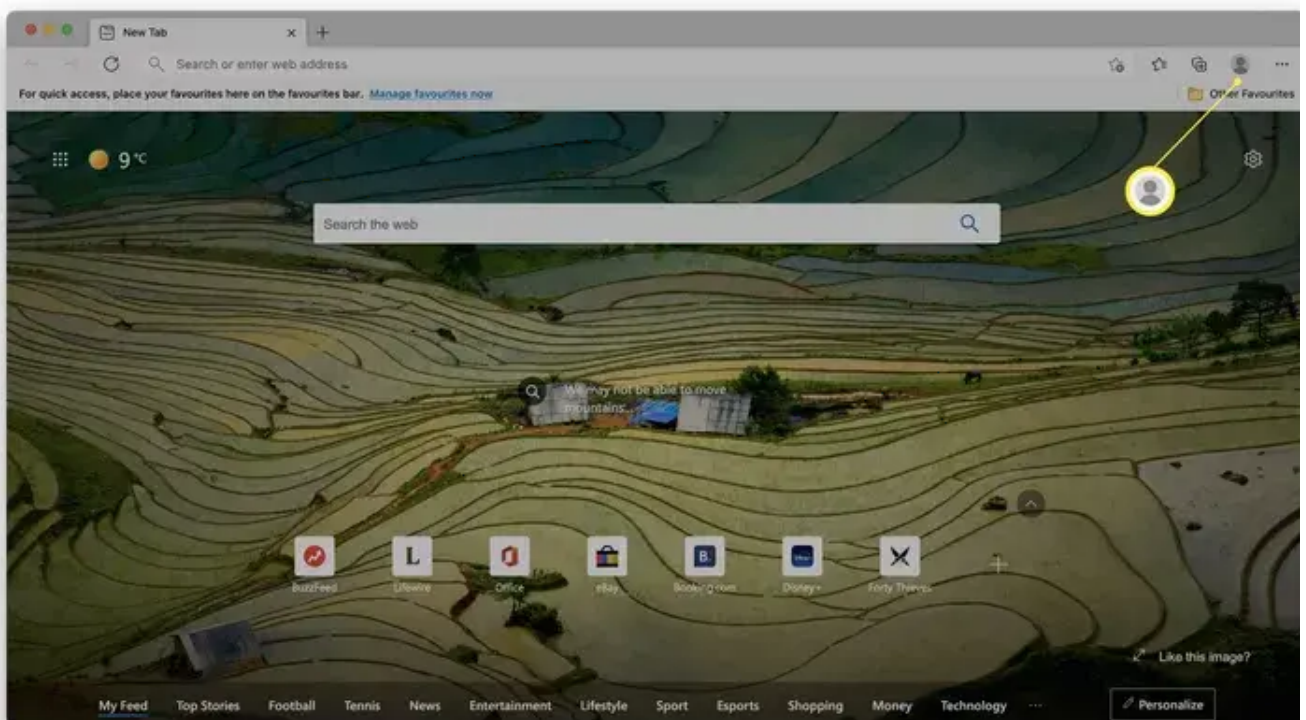 New Tab
Search or enter web address
For quick access, place your favourites here on the favourites bar. Manage favourites now
Other Favourites
9 °C
Search the web
We may not be able to move
mountains...
L
B.
BuzzFeed Lifewire Office eBay Booking.com Disney+ Forty Thieves
Like this image?
My Feed Top Stories Football Tennis News Entertainment Lifestyle Sport Esports Shopping Money Technology ...
Personalize